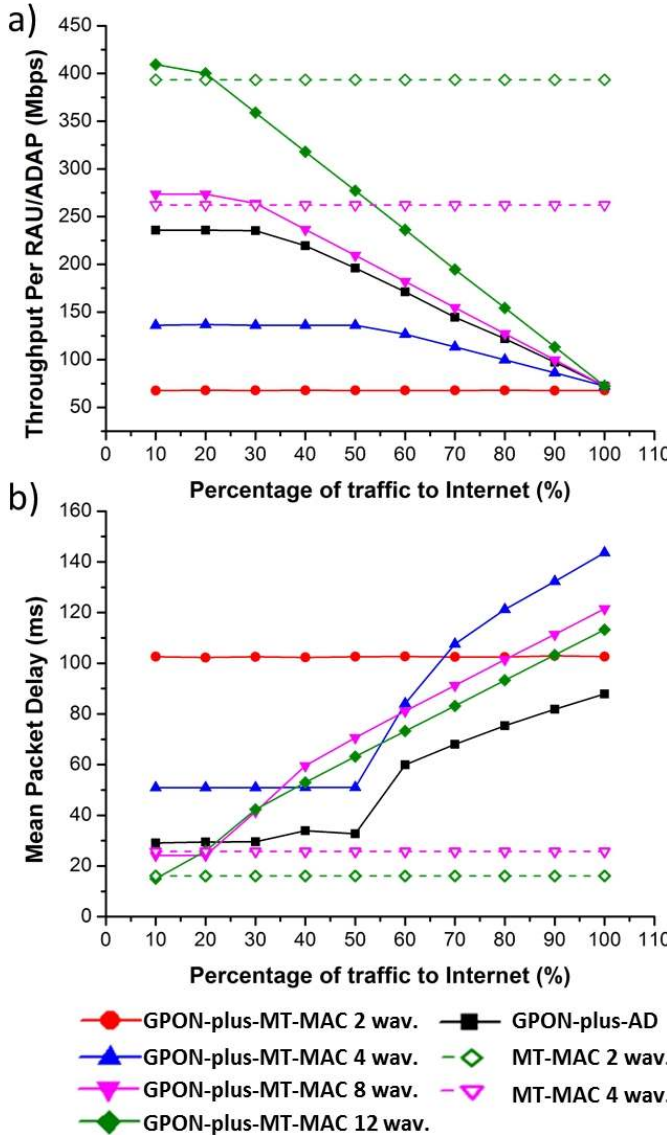 a)
450
400
350
300
250
200
150
100
50
Throughput Per RAU/ADAP (Mbps)
0 10 20 30 40 50 60 70 80 90 100 110
Percentage of traffic to Internet (%)
b)
160
140
120
100
80
60
40
20
0
Mean Packet Delay (ms)
0 10 20 30 40 50 60 70 80 90 100 110
Percentage of traffic to Internet (%)
GPON-plus-MT-MAC 2 wav. GPON-plus-AD
GPON-plus-MT-MAC 4 wav. MT-MAC 2 wav.
GPON-plus-MT-MAC 8 wav. MT-MAC 4 wav.
GPON-plus-MT-MAC 12 wav.